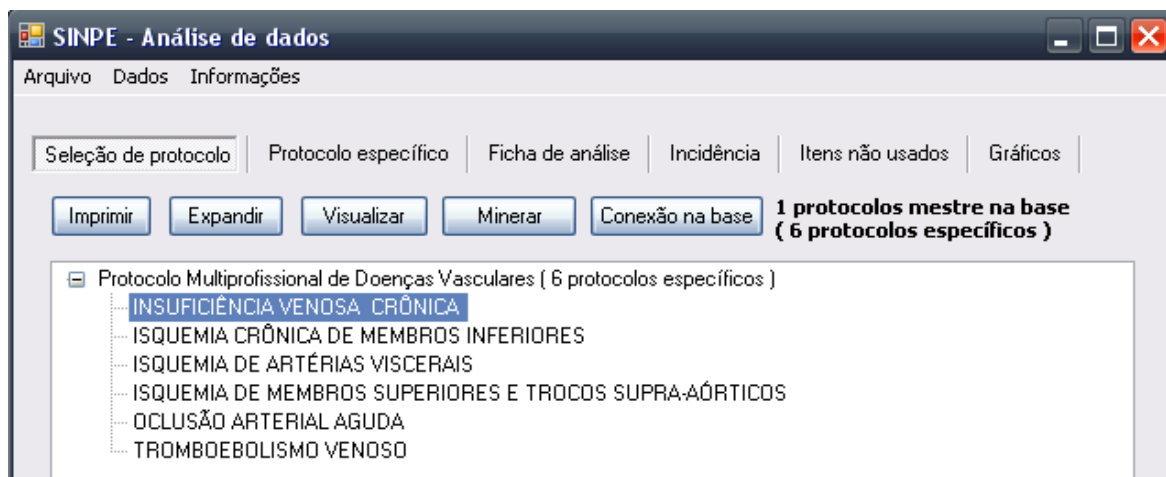 SINPE - Análise de dados
Arquivo Dados Informações
Seleção de protocolo Protocolo específico Ficha de análise Incidência Itens não usados Gráficos
Imprimir Expandir Visualizar Minerar Conexão na base 1 protocolos mestre na base
( 6 protocolos específicos )
Protocolo Multiprofissional de Doenças Vasculares ( 6 protocolos específicos )
INSUFICIÊNCIA VENOSA CRÔNICA
ISQUEMIA CRÔNICA DE MEMBROS INFERIORES
ISQUEMIA DE ARTÉRIAS VISCERAIS
ISQUEMIA DE MEMBROS SUPERIORES E TROCOS SUPRA-AÓRTICOS
OCLUSÃO ARTERIAL AGUDA
TROMBOEBOLISMO VENOSO